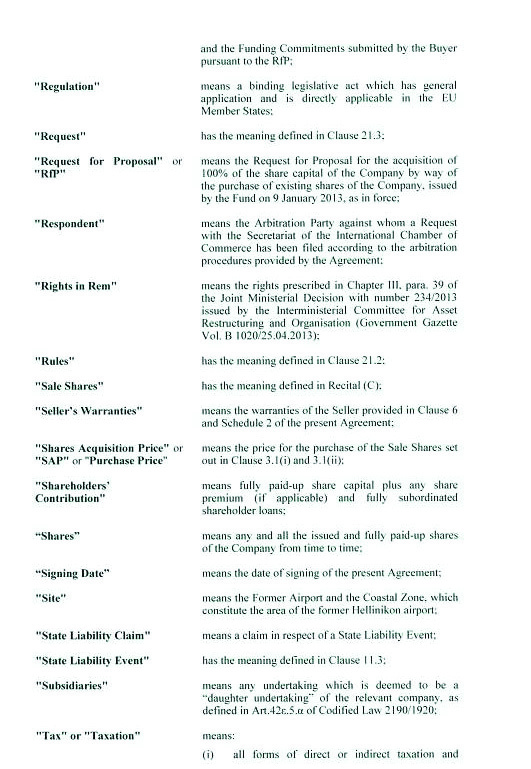 and the Funding Commitments submitted by the Buyer
pursuant to the RfP;
"Regulation" means a binding legislative act which has general
application and is directly applicable in the EU
Member States;
"Request" has the meaning defined in Clause 21.3;
"Request for Proposal" or means the Request for Proposal for the acquisition of
"RfP" 100% of the share capital of the Company by way of
the purchase of existing shares of the Company, issued
by the Fund on 9 January 2013, as in force;
"Respondent" means the Arbitration Party against whom a Request
with the Secretariat of the International Chamber of
Commerce has been filed according to the arbitration
procedures provided by the Agreement;
"Rights in Rem" means the rights prescribed in Chapter III, para. 39 of
the Joint Ministerial Decision with number 234/2013
issued by the Interministerial Committee for Asset
Restructuring and Organisation (Government Gazette
Vol. B 1020/25.04.2013);
"Rules" has the meaning defined in Clause 21.2;
"Sale Shares" has the meaning defined in Recital (C);
"Seller's Warranties" means the warranties of the Seller provided in Clause 6
and Schedule 2 of the present Agreement;
"Shares Acquisition Price" or means the price for the purchase of the Sale Shares set
"SAP" or "Purchase Price" out in Clause 3.1(i) and 3.1(ii);
"Shareholders' means fully paid-up share capital plus any share
Contribution" premium (if applicable) and fully subordinated
shareholder loans;
“Shares” means any and all the issued and fully paid-up shares
of the Company from time to time;
“Signing Date” means the date of signing of the present Agreement;
"Site" means the Former Airport and the Coastal Zone, which
constitute the area of the former Hellinikon airport;
"State Liability Claim" means a claim in respect of a State Liability Event;
"State Liability Event" has the meaning defined in Clause 11.3;
"Subsidiaries" means any undertaking which is deemed to be a
“daughter undertaking” of the relevant company, as
defined in Art.42ε.5.α of Codified Law 2190/1920;
"Tax" or "Taxation" means:
(i) all forms of direct or indirect taxation and